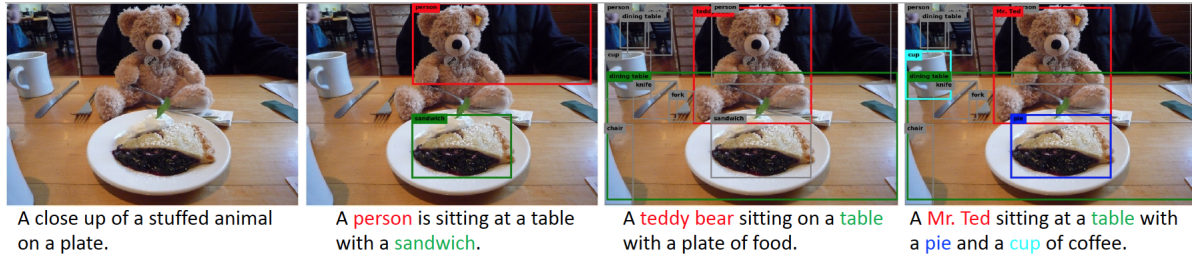 person
sandwich
person
dining table
cup
dining table
knife
fork
chair
sandwich
person
dining table
cup
dining table
knife
fork
chair
Mr. Ted
pie
A close up of a stuffed animal
on a plate.
A person is sitting at a table
with a sandwich.
A teddy bear sitting on a table
with a plate of food.
A Mr. Ted sitting at a table with
a pie and a cup of coffee.